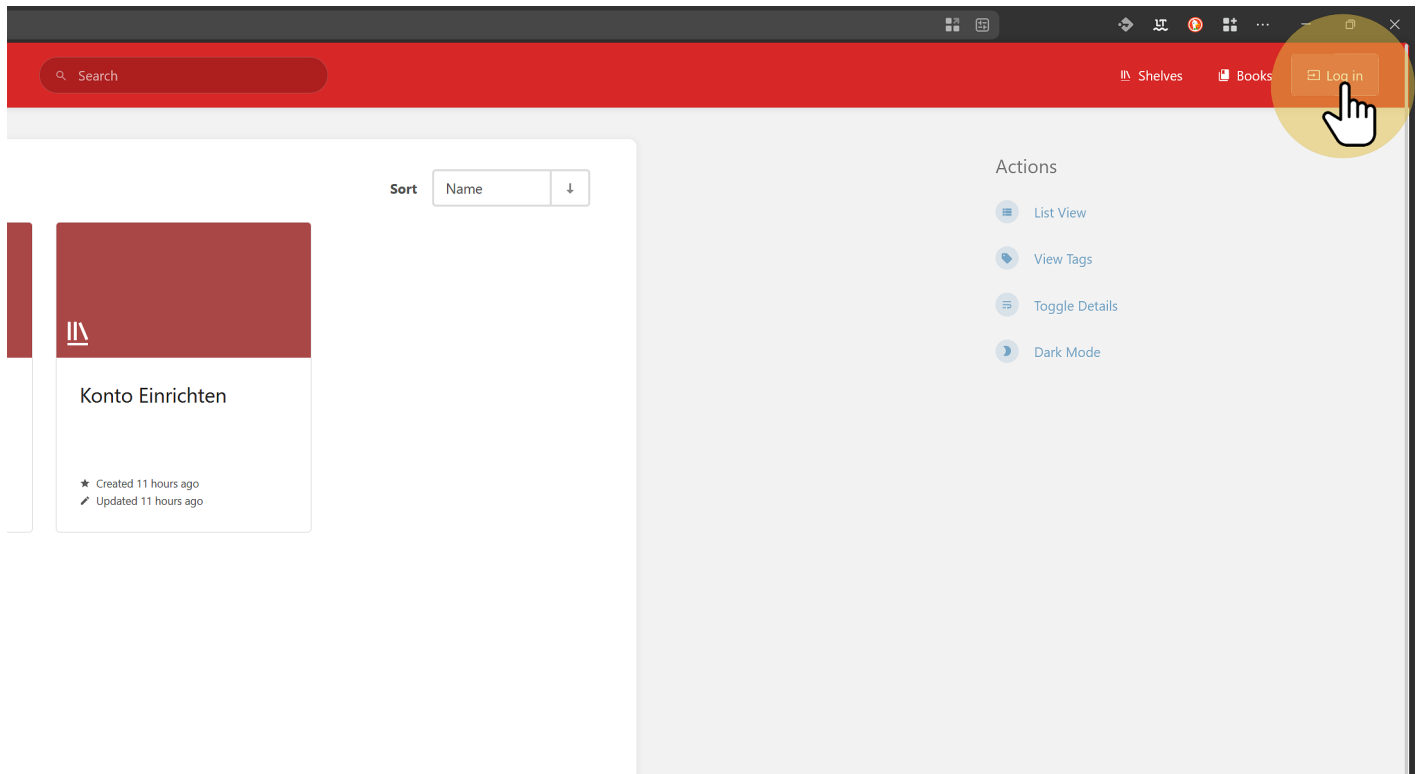 LT
Search
Shelves
Books
Log in
Sort
Name
Actions
List View
View Tags
Toggle Details
Dark Mode
Konto Einrichten
Created 11 hours ago
Updated 11 hours ago